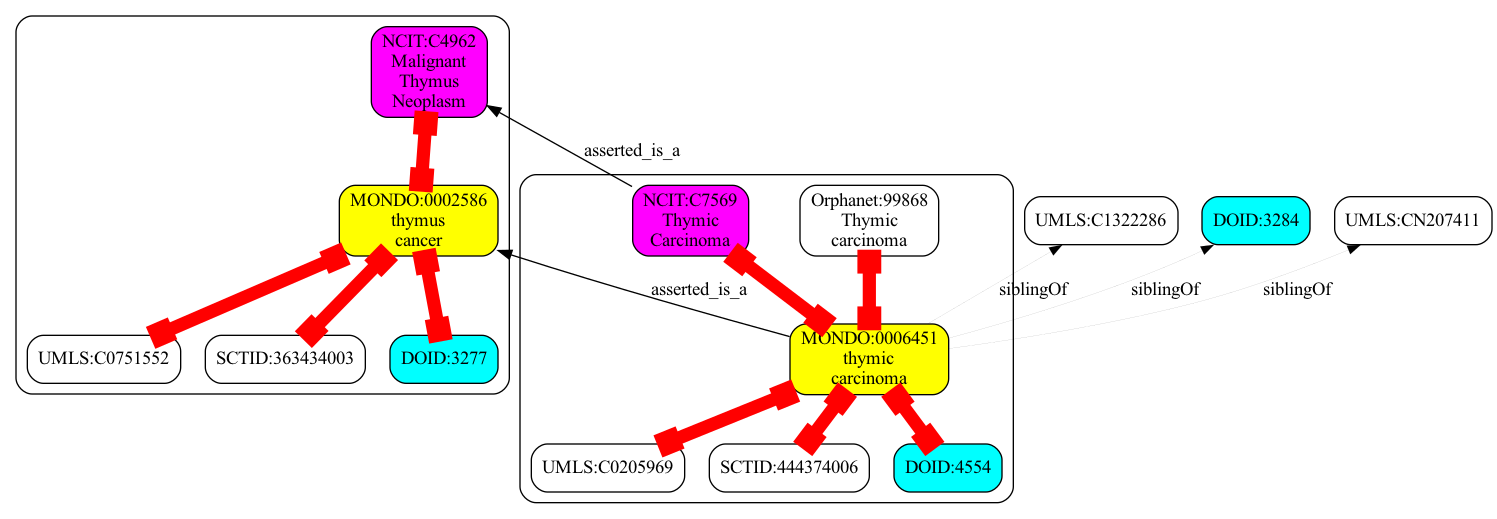 NCIT:C4962
Malignant
Thymus
Neoplasm
asserted_is_a
MONDO:0002586
thymus
cancer
NCIT:C7569
Thymic
Carcinoma
Orphanet:99868
Thymic
carcinoma
UMLS:C1322286
DOID:3284
UMLS:CN207411
asserted_is_a
siblingOf
siblingOf
siblingOf
UMLS:C0751552
SCTID:363434003
DOID:3277
MONDO:0006451
thymic
carcinoma
UMLS:C0205969
SCTID:444374006
DOID:4554